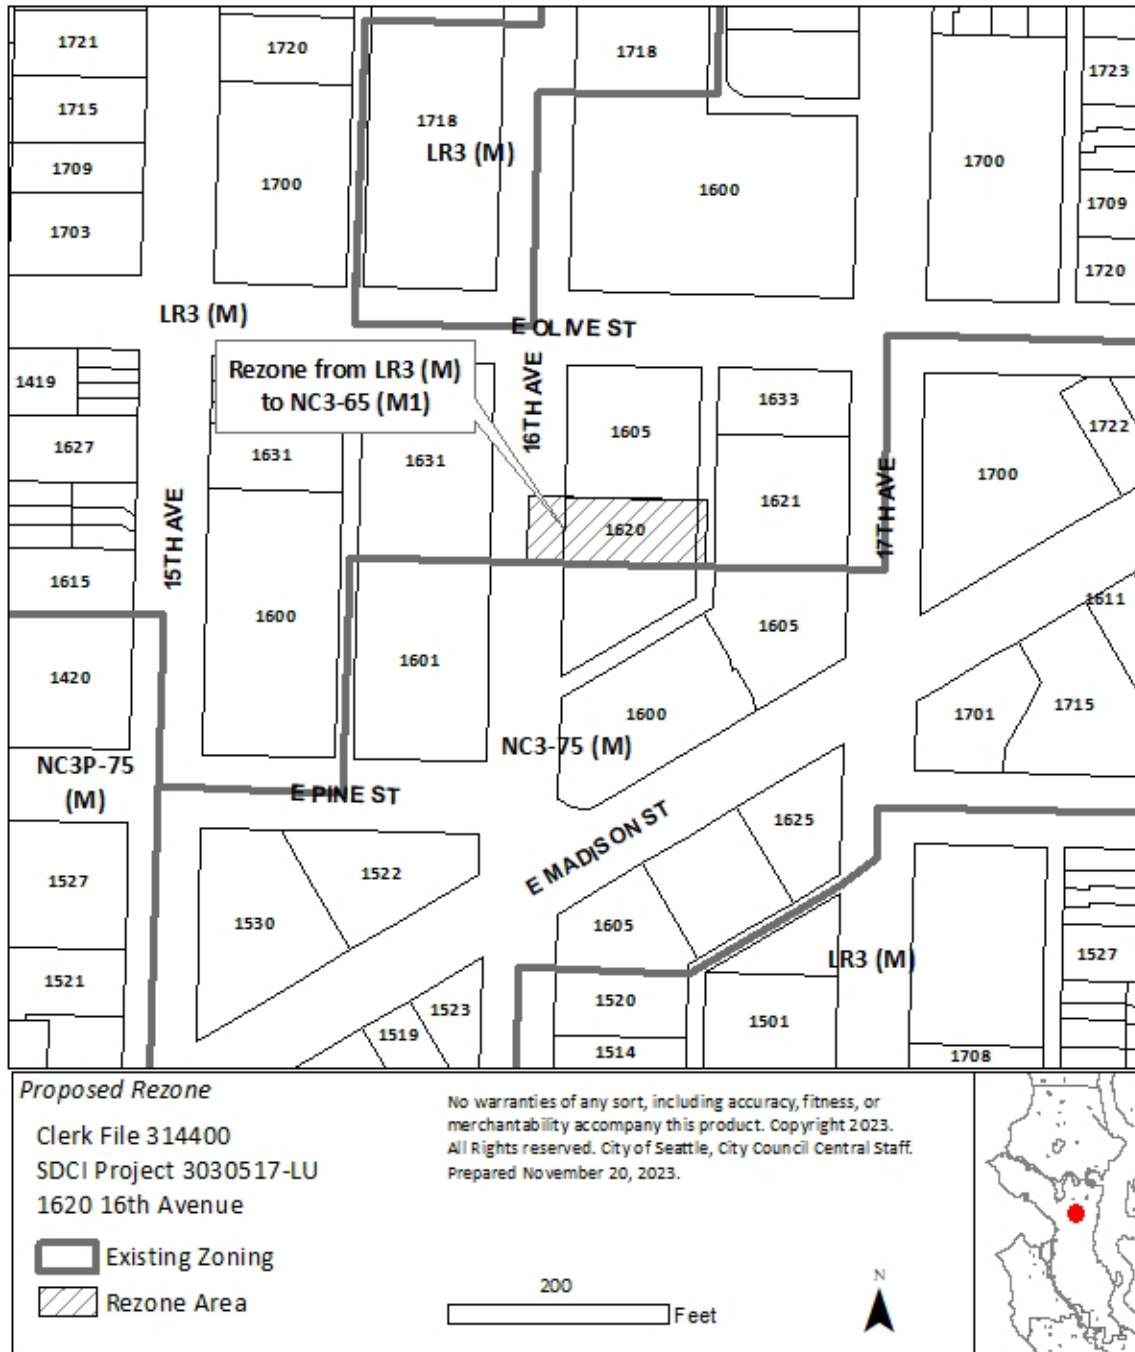 1721
1720
1718
1718
1723
1715
1718
LR3 (M)
1700
1709
1700
1600
1709
1703
1720
LR3 (M)
E OLIVE ST
Rezone from LR3 (M)
to NC3-65 (M1)
16TH AVE
1419
1633
1722
1627
1631
1631
1605
1700
15TH AVE
1621
17TH AVE
1620
1615
1611
1600
1605
1601
1420
1600
1701
1715
NC3-75 (M)
NC3P-75
(M)
E PINE ST
E MADISON ST
1625
1527
1522
1530
1605
1527
LR3 (M)
1521
1520
1523
1519
1501
1514
1708
Proposed Rezone
Clerk File 314400
SDCI Project 3030517-LU
1620 16th Avenue
Existing Zoning
Rezone Area
No warranties of any sort, including accuracy, fitness, or
merchantability accompany this product. Copyright 2023.
All Rights reserved. City of Seattle, City Council Central Staff.
Prepared November 20, 2023.
200
Feet
N